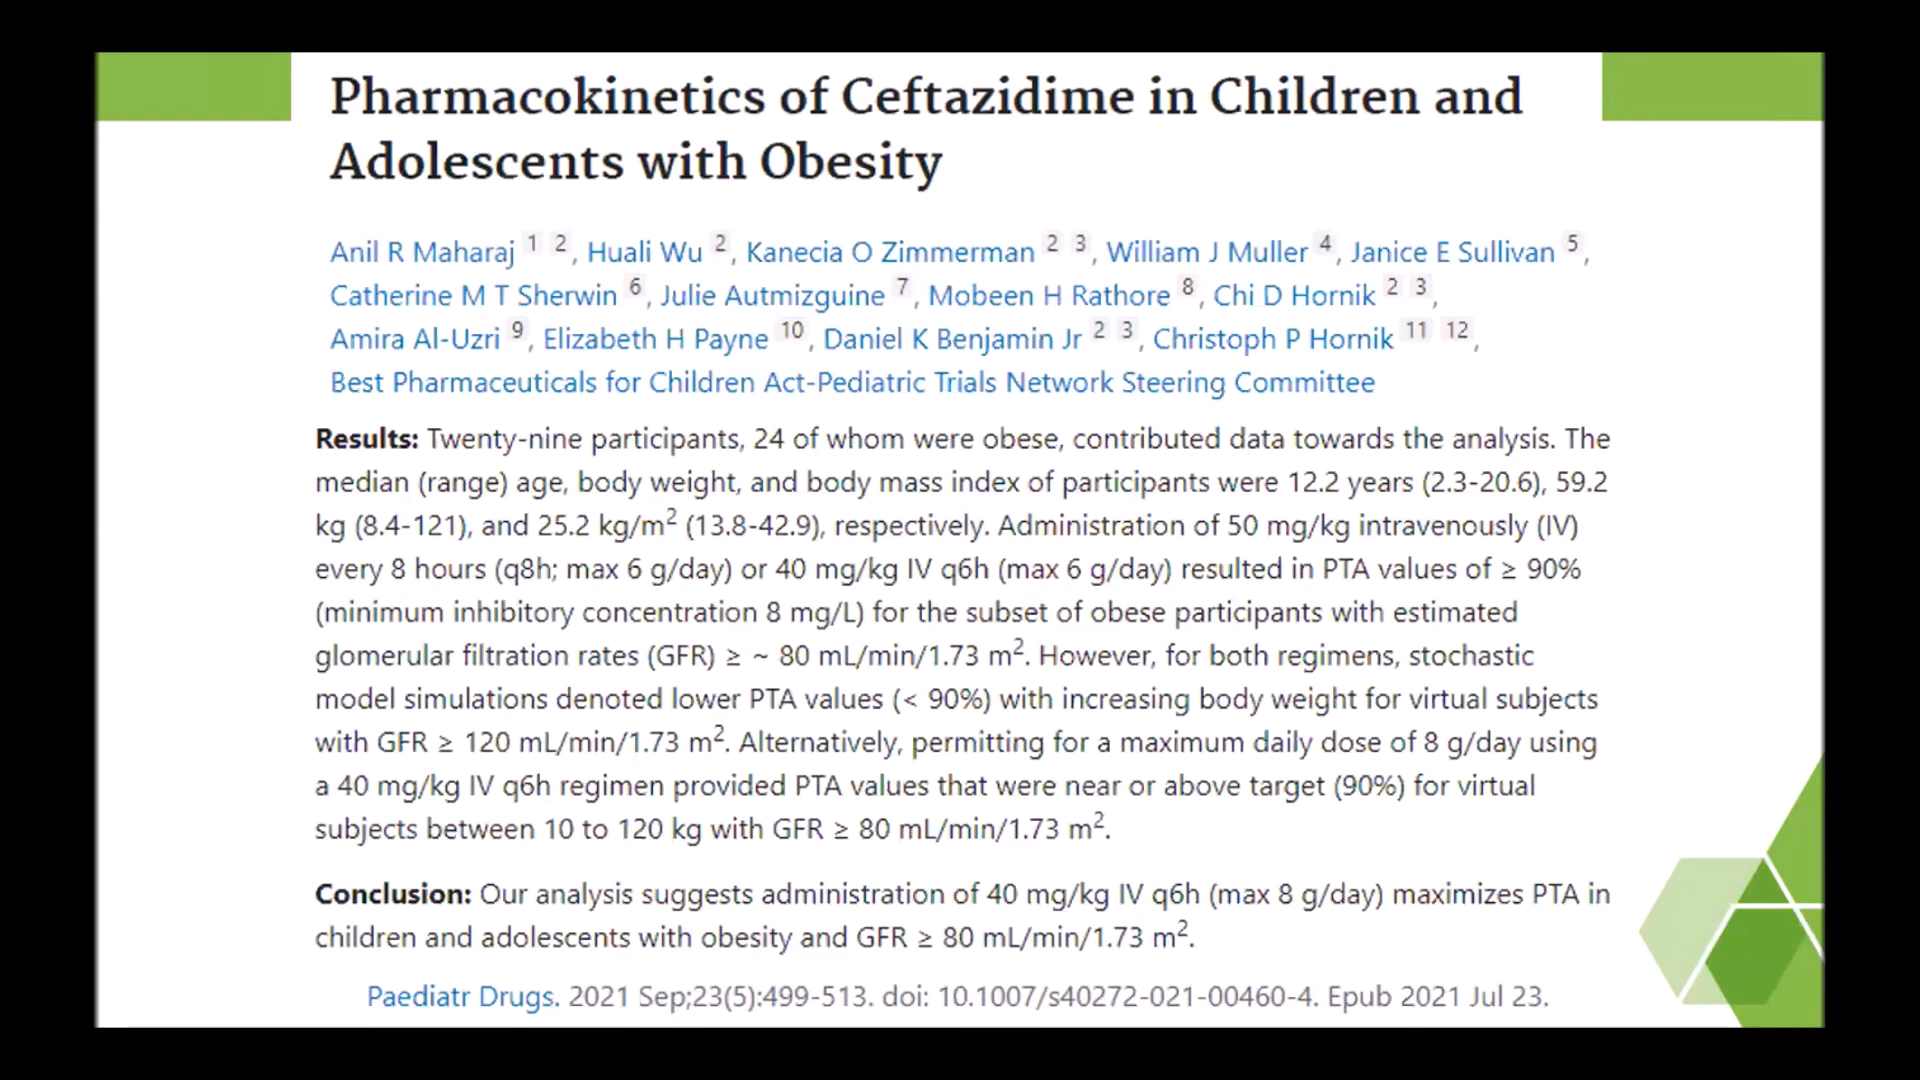 Pharmacokinetics of Ceftazidime in Children and
Adolescents with Obesity
Anil R Maharaj 1 2, Huali Wu 2, Kanecia O Zimmerman 2 3, William J Muller 4, Janice E Sullivan 5,
Catherine M T Sherwin 6, Julie Autmizguine 7, Mobeen H Rathore 8, Chi D Hornik 2 3,
Amira Al-Uzri 9, Elizabeth H Payne 10, Daniel K Benjamin Jr 2 3, Christoph P Hornik 11 12,
Best Pharmaceuticals for Children Act-Pediatric Trials Network Steering Committee
Results: Twenty-nine participants, 24 of whom were obese, contributed data towards the analysis. The
median (range) age, body weight, and body mass index of participants were 12.2 years (2.3-20.6), 59.2
kg (8.4-121), and 25.2 kg/m² (13.8-42.9), respectively. Administration of 50 mg/kg intravenously (IV)
every 8 hours (q8h; max 6 g/day) or 40 mg/kg IV q6h (max 6 g/day) resulted in PTA values of ≥ 90%
(minimum inhibitory concentration 8 mg/L) for the subset of obese participants with estimated
glomerular filtration rates (GFR) ≥ ~ 80 mL/min/1.73 m². However, for both regimens, stochastic
model simulations denoted lower PTA values (< 90%) with increasing body weight for virtual subjects
with GFR ≥ 120 mL/min/1.73 m². Alternatively, permitting for a maximum daily dose of 8 g/day using
a 40 mg/kg IV q6h regimen provided PTA values that were near or above target (90%) for virtual
subjects between 10 to 120 kg with GFR ≥ 80 mL/min/1.73 m².
Conclusion: Our analysis suggests administration of 40 mg/kg IV q6h (max 8 g/day) maximizes PTA in
children and adolescents with obesity and GFR ≥ 80 mL/min/1.73 m².
Paediatr Drugs. 2021 Sep;23(5):499-513. doi: 10.1007/s40272-021-00460-4. Epub 2021 Jul 23.